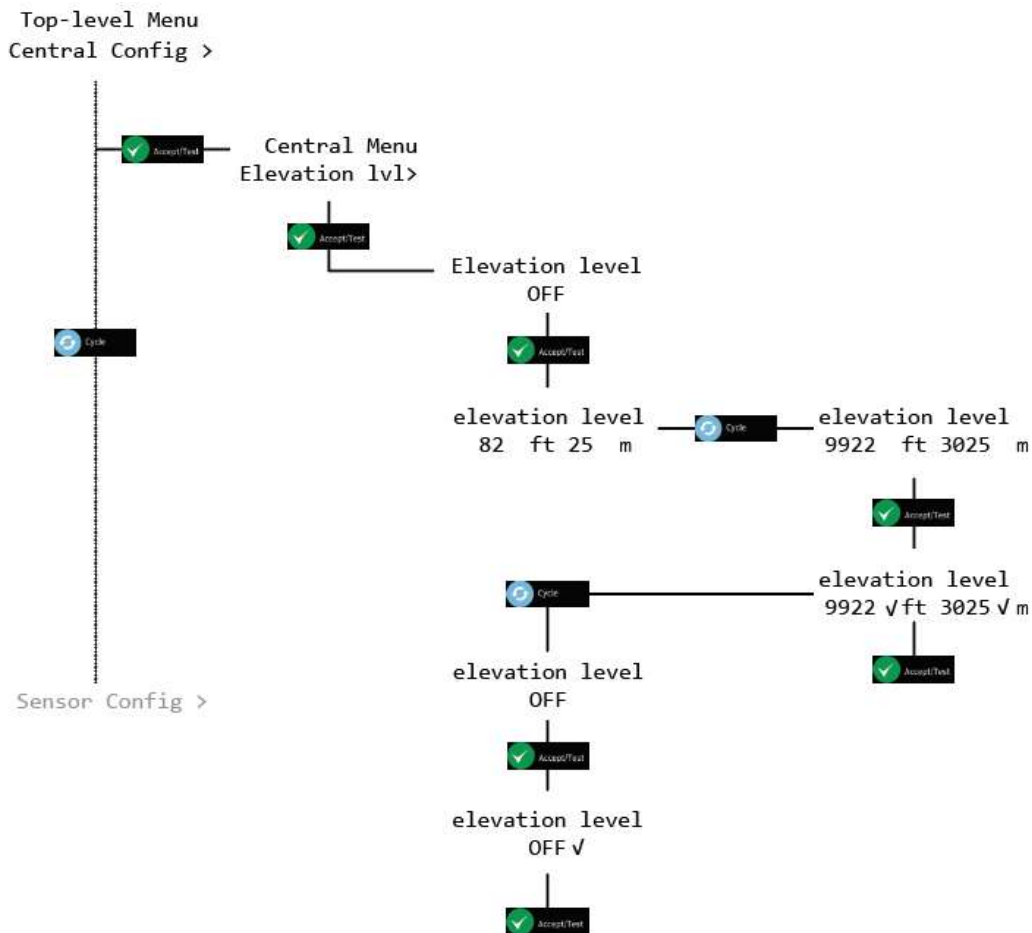 Top-level Menu
Central Config >
Accept/Test
Central Menu
Elevation lvl>
Accept/Test
Elevation level
OFF
Cycle
Accept/Test
elevation level
82 ft 25 m
Cycle
elevation level
9922 ft 3025 m
Accept/Test
Cycle
elevation level
9922 √ ft 3025 √ m
Accept/Test
elevation level
OFF
Sensor Config >
Accept/Test
elevation level
OFF √
Accept/Test